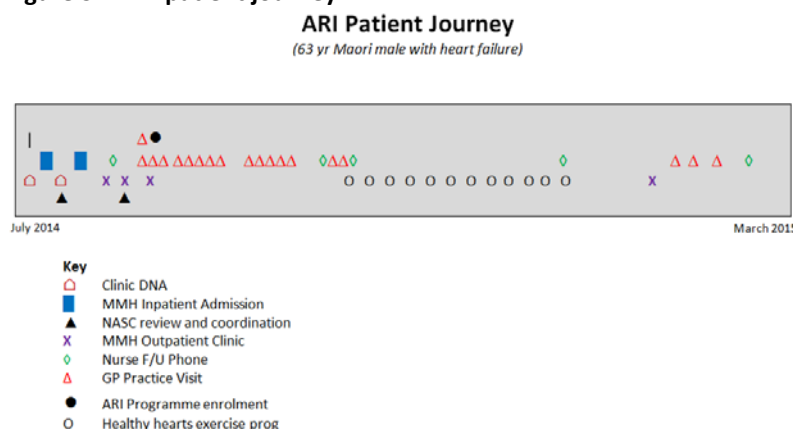 ARI Patient Journey
(63 yr Maori male with heart failure)
July 2014
March 2015
Key
Clinic DNA
MMH Inpatient Admission
NASC review and coordination
X MMH Outpatient Clinic
Nurse F/U Phone
GP Practice Visit
ARI Programme enrolment
O Healthy hearts exercise prog